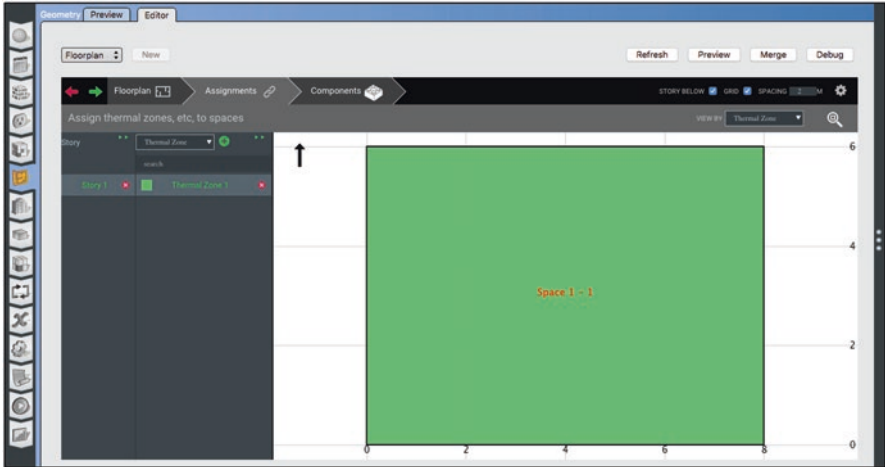 Geometry Preview Editor
Floorplan New Refresh Preview Merge Debug
Floorplan Assignments Components STORY BELOW GRID SPACING 2 M
Assign thermal zones, etc, to spaces VIEW BY Thermal Zone
Story Thermal Zone
search
Story 1 Thermal Zone 1
6
4
Space 1 - 1
2
0
0 2 4 6 8